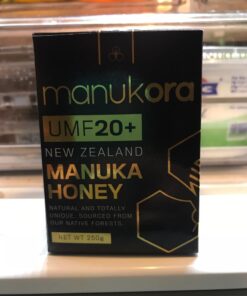 manukora
UMF20+
NEW ZEALAND
MANUKA
HONEY
NATURAL AND TOTALLY
UNIQUE. SOURCED FROM
OUR NATIVE FORESTS.
NET WT 250g